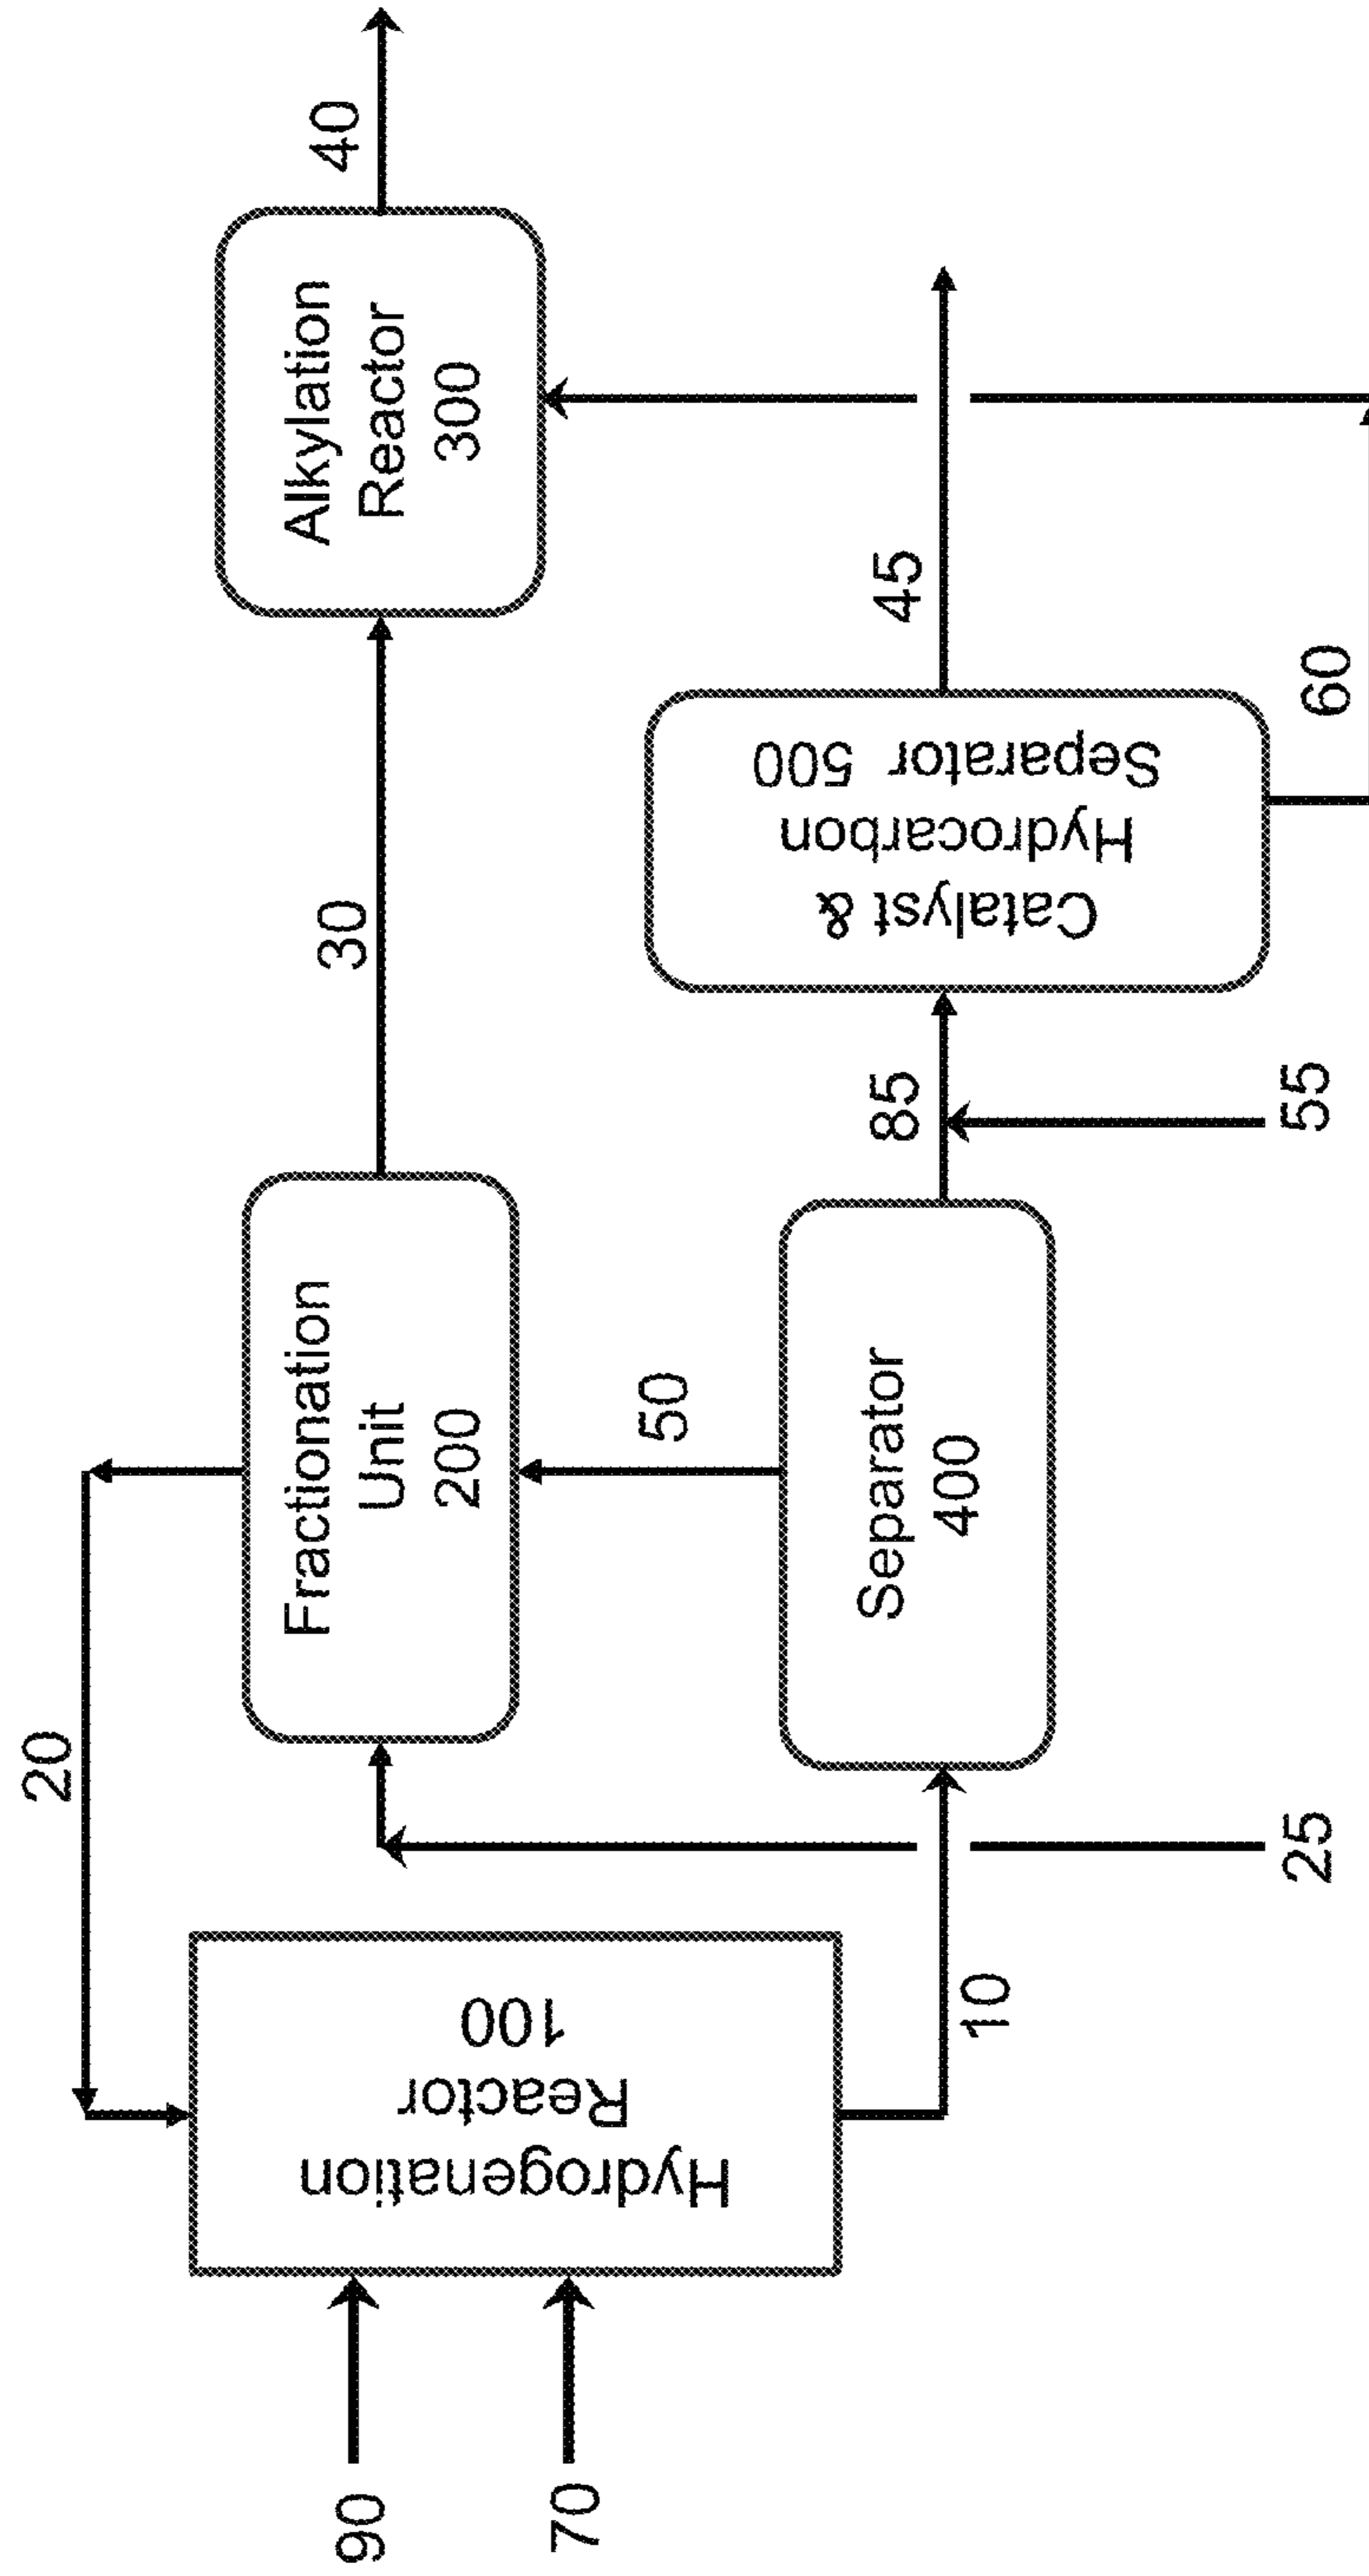 20
Hydrogenation
Reactor
100
90
70
10
25
Fractionation
Unit
200
50
Separator
400
30
85
55
Catalyst &
Hydrocarbon
Separator 500
45
60
Alkylation
Reactor
300
40